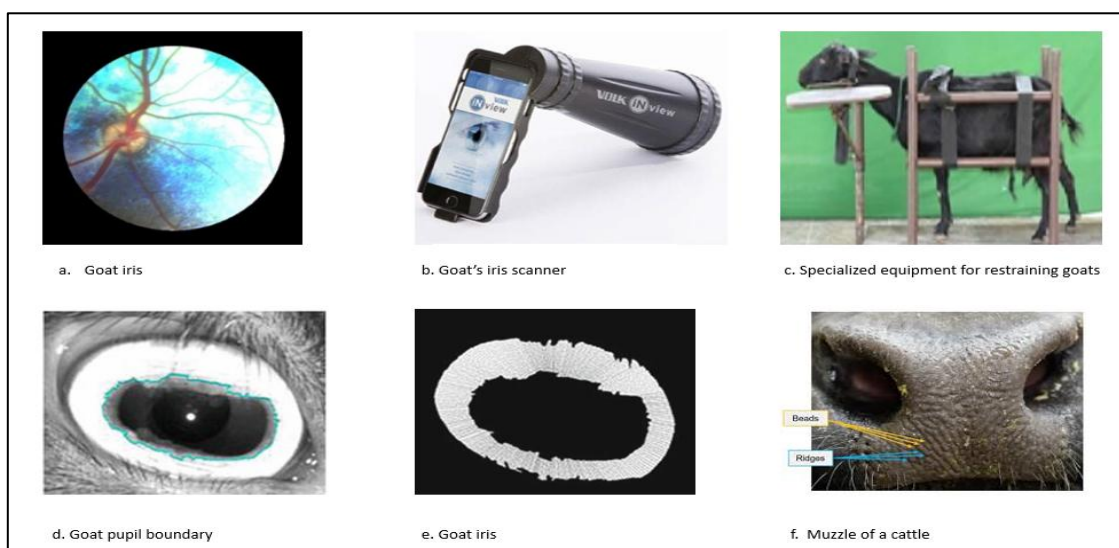 VOLK iNview
VOLK
iNview
a. Goat iris
b. Goat's iris scanner
c. Specialized equipment for restraining goats
Beads
Ridges
d. Goat pupil boundary
e. Goat iris
f. Muzzle of a cattle